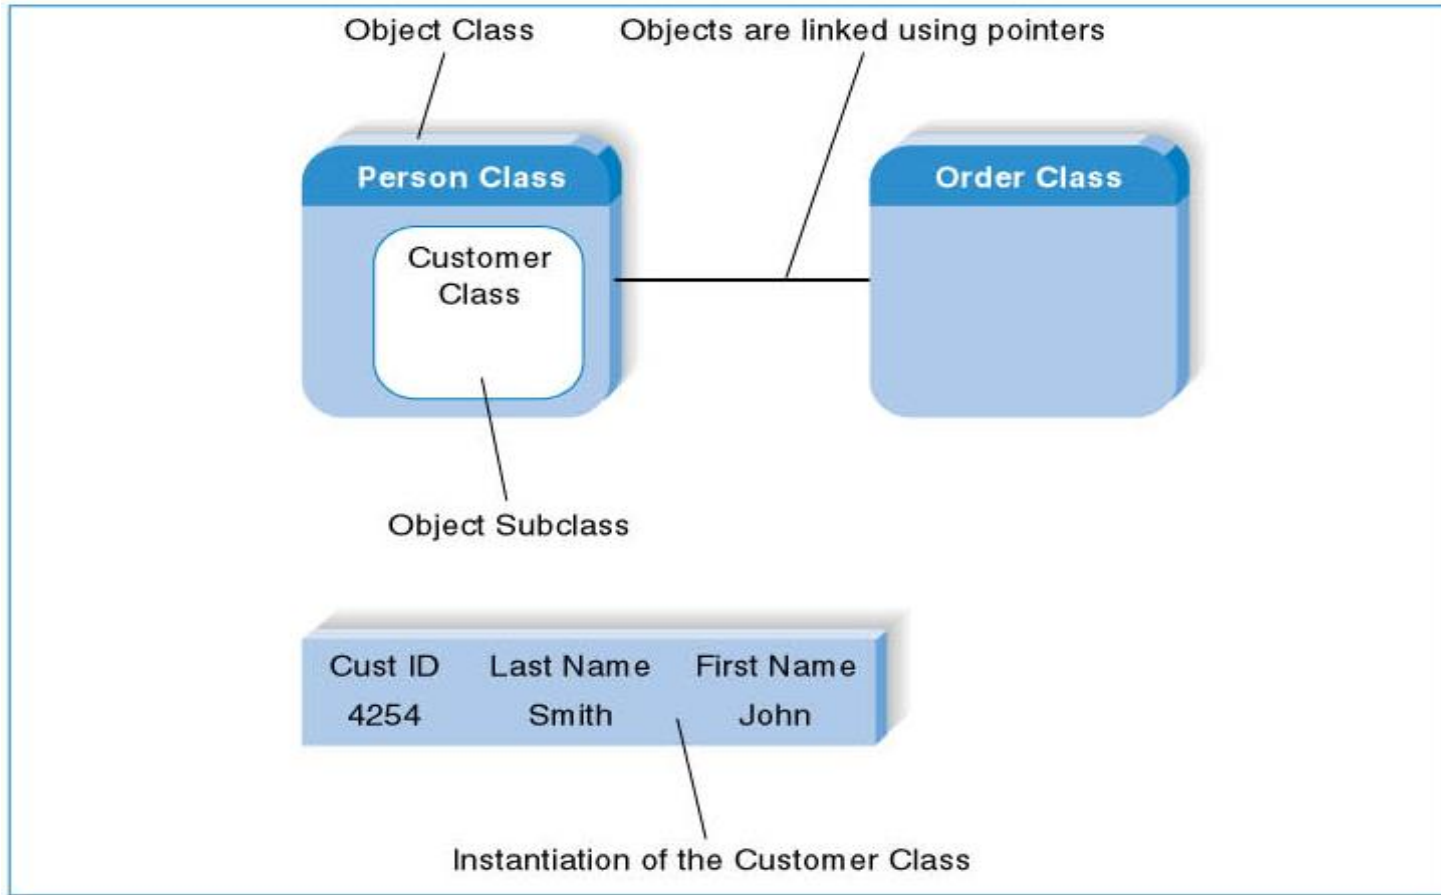 Object Class
Objects are linked using pointers
Person Class
Order Class
Customer
Class
Object Subclass
Cust ID Last Name First Name
4254 Smith John
Instantiation of the Customer Class